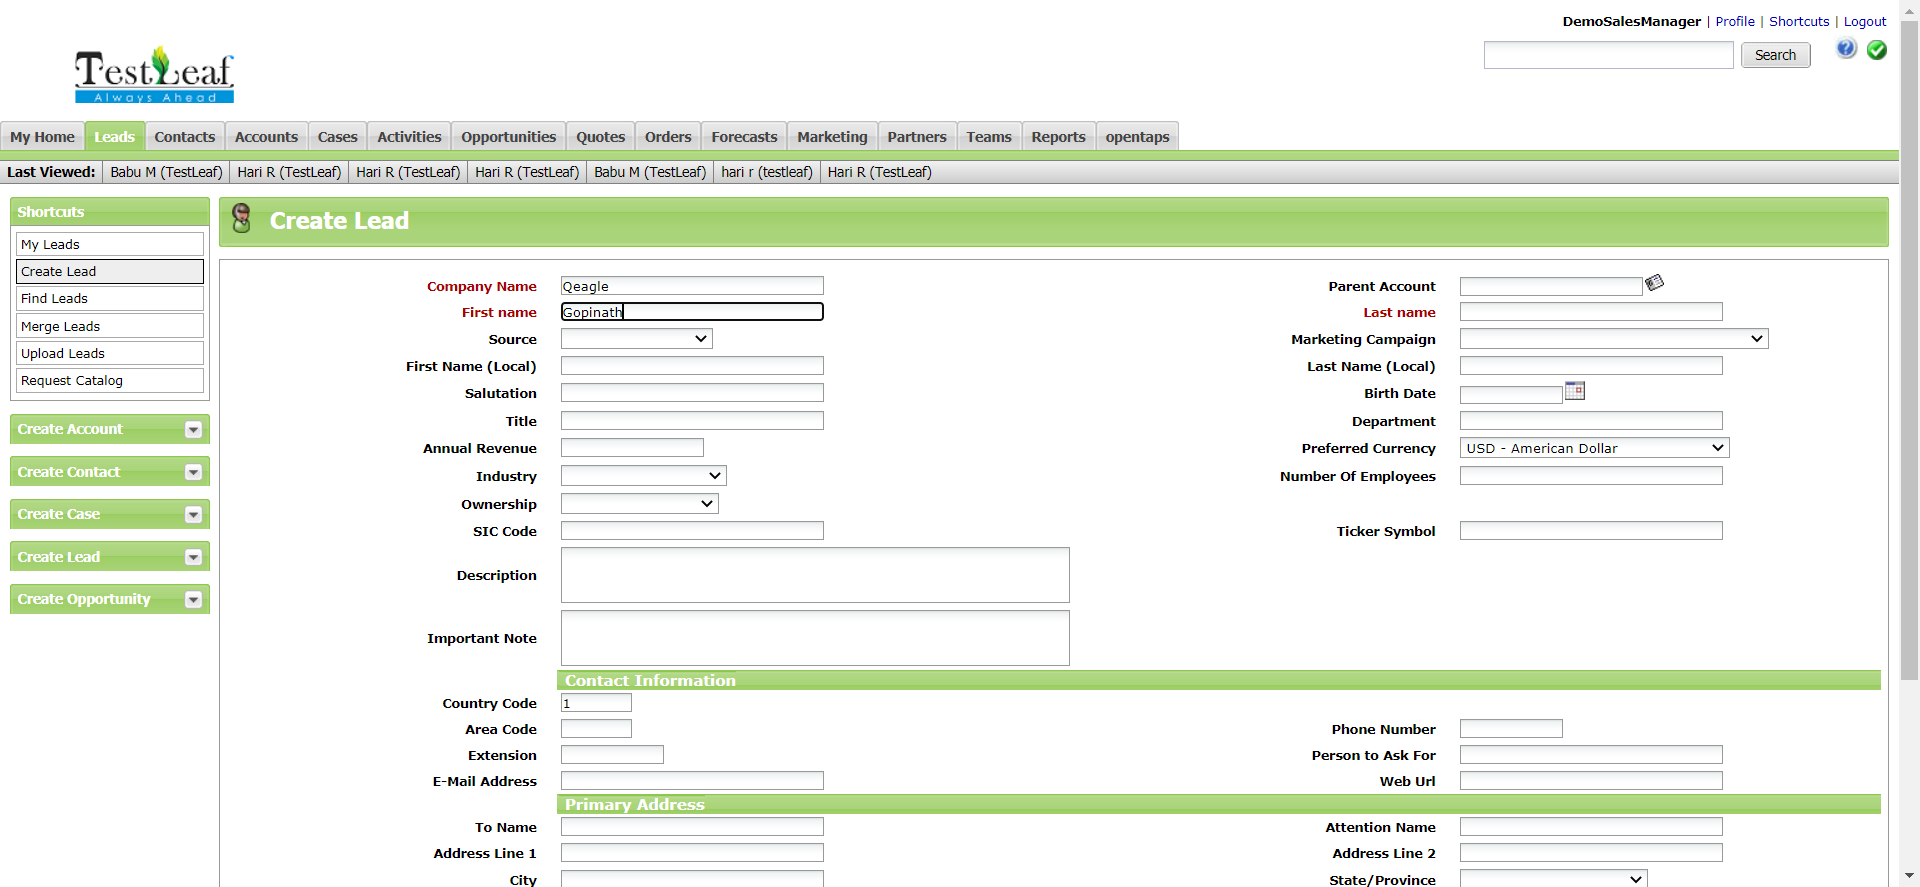 DemoSalesManager | Profile | Shortcuts | Logout
TestLeaf
Always Ahead
Search
My Home Leads Contacts Accounts Cases Activities Opportunities Quotes Orders Forecasts Marketing Partners Teams Reports opentaps
Last Viewed: Babu M (TestLeaf) Hari R (TestLeaf) Hari R (TestLeaf) Hari R (TestLeaf) Babu M (TestLeaf) hari r (testleaf) Hari R (TestLeaf)
Shortcuts
My Leads
Create Lead
Find Leads
Merge Leads
Upload Leads
Request Catalog
Create Account
Create Contact
Create Case
Create Lead
Create Opportunity
Create Lead
Company Name Qeagle Parent Account
First name Gopinath Last name
Source Marketing Campaign
First Name (Local) Last Name (Local)
Salutation Birth Date
Title Department
Annual Revenue Preferred Currency USD - American Dollar
Industry Number Of Employees
Ownership
SIC Code Ticker Symbol
Description
Important Note
Contact Information
Country Code 1
Area Code Phone Number
Extension Person to Ask For
E-Mail Address Web Url
Primary Address
To Name Attention Name
Address Line 1 Address Line 2
City State/Province